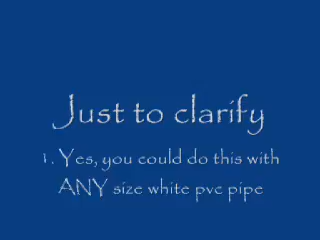 Just to clarify
1. Yes, you could do this with
ANY size white pvc pipe